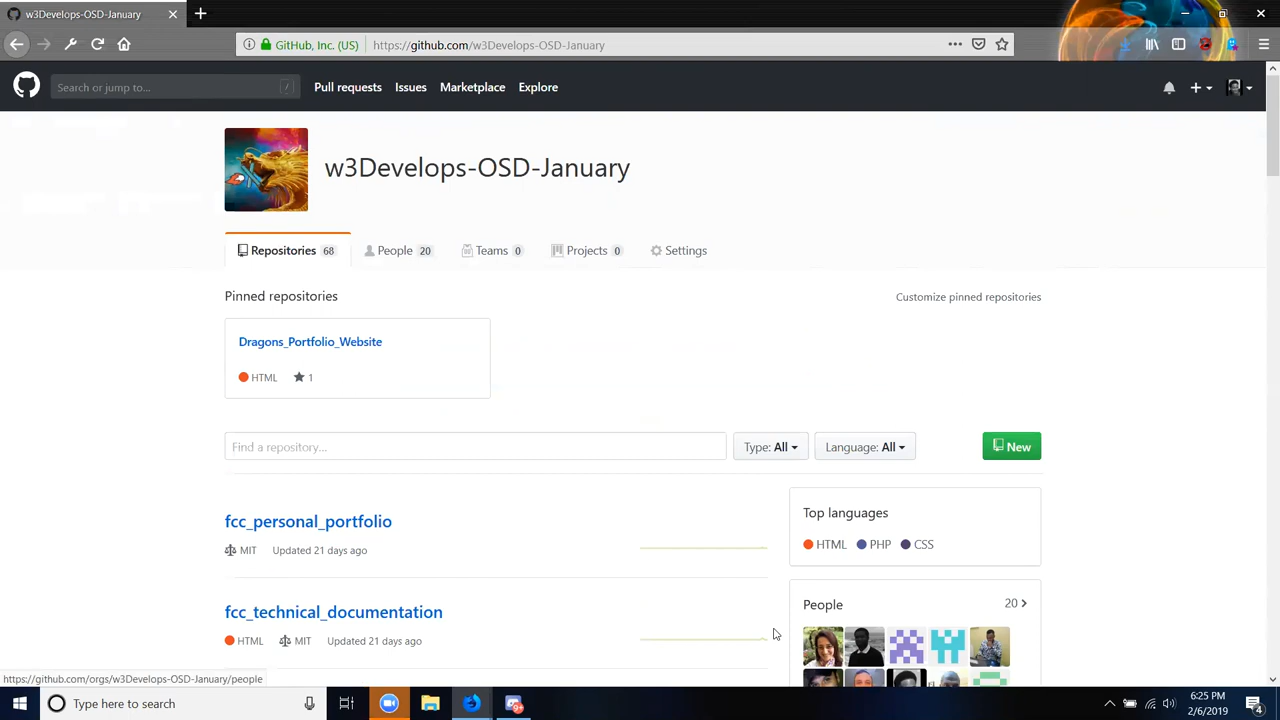 w3Develops-OSD-January
GitHub, Inc. (US)
https://github.com/w3Develops-OSD-January
Search or jump to...
/
Pull requests
Issues
Marketplace
Explore
w3Develops-OSD-January
Repositories 68
People 20
Teams 0
Projects 0
Settings
Pinned repositories
Customize pinned repositories
Dragons_Portfolio_Website
HTML
1
Find a repository...
Type: All
Language: All
New
fcc_personal_portfolio
MIT
Updated 21 days ago
Top languages
HTML
PHP
CSS
fcc_technical_documentation
HTML
MIT
Updated 21 days ago
People
20
https://github.com/orgs/w3Develops-OSD-January/people
Type here to search
6:25 PM
2/6/2019
4